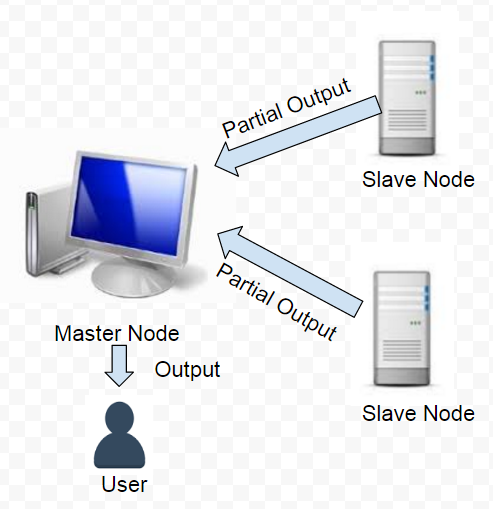 Partial Output
Slave Node
Partial Output
Master Node
Output
Slave Node
User